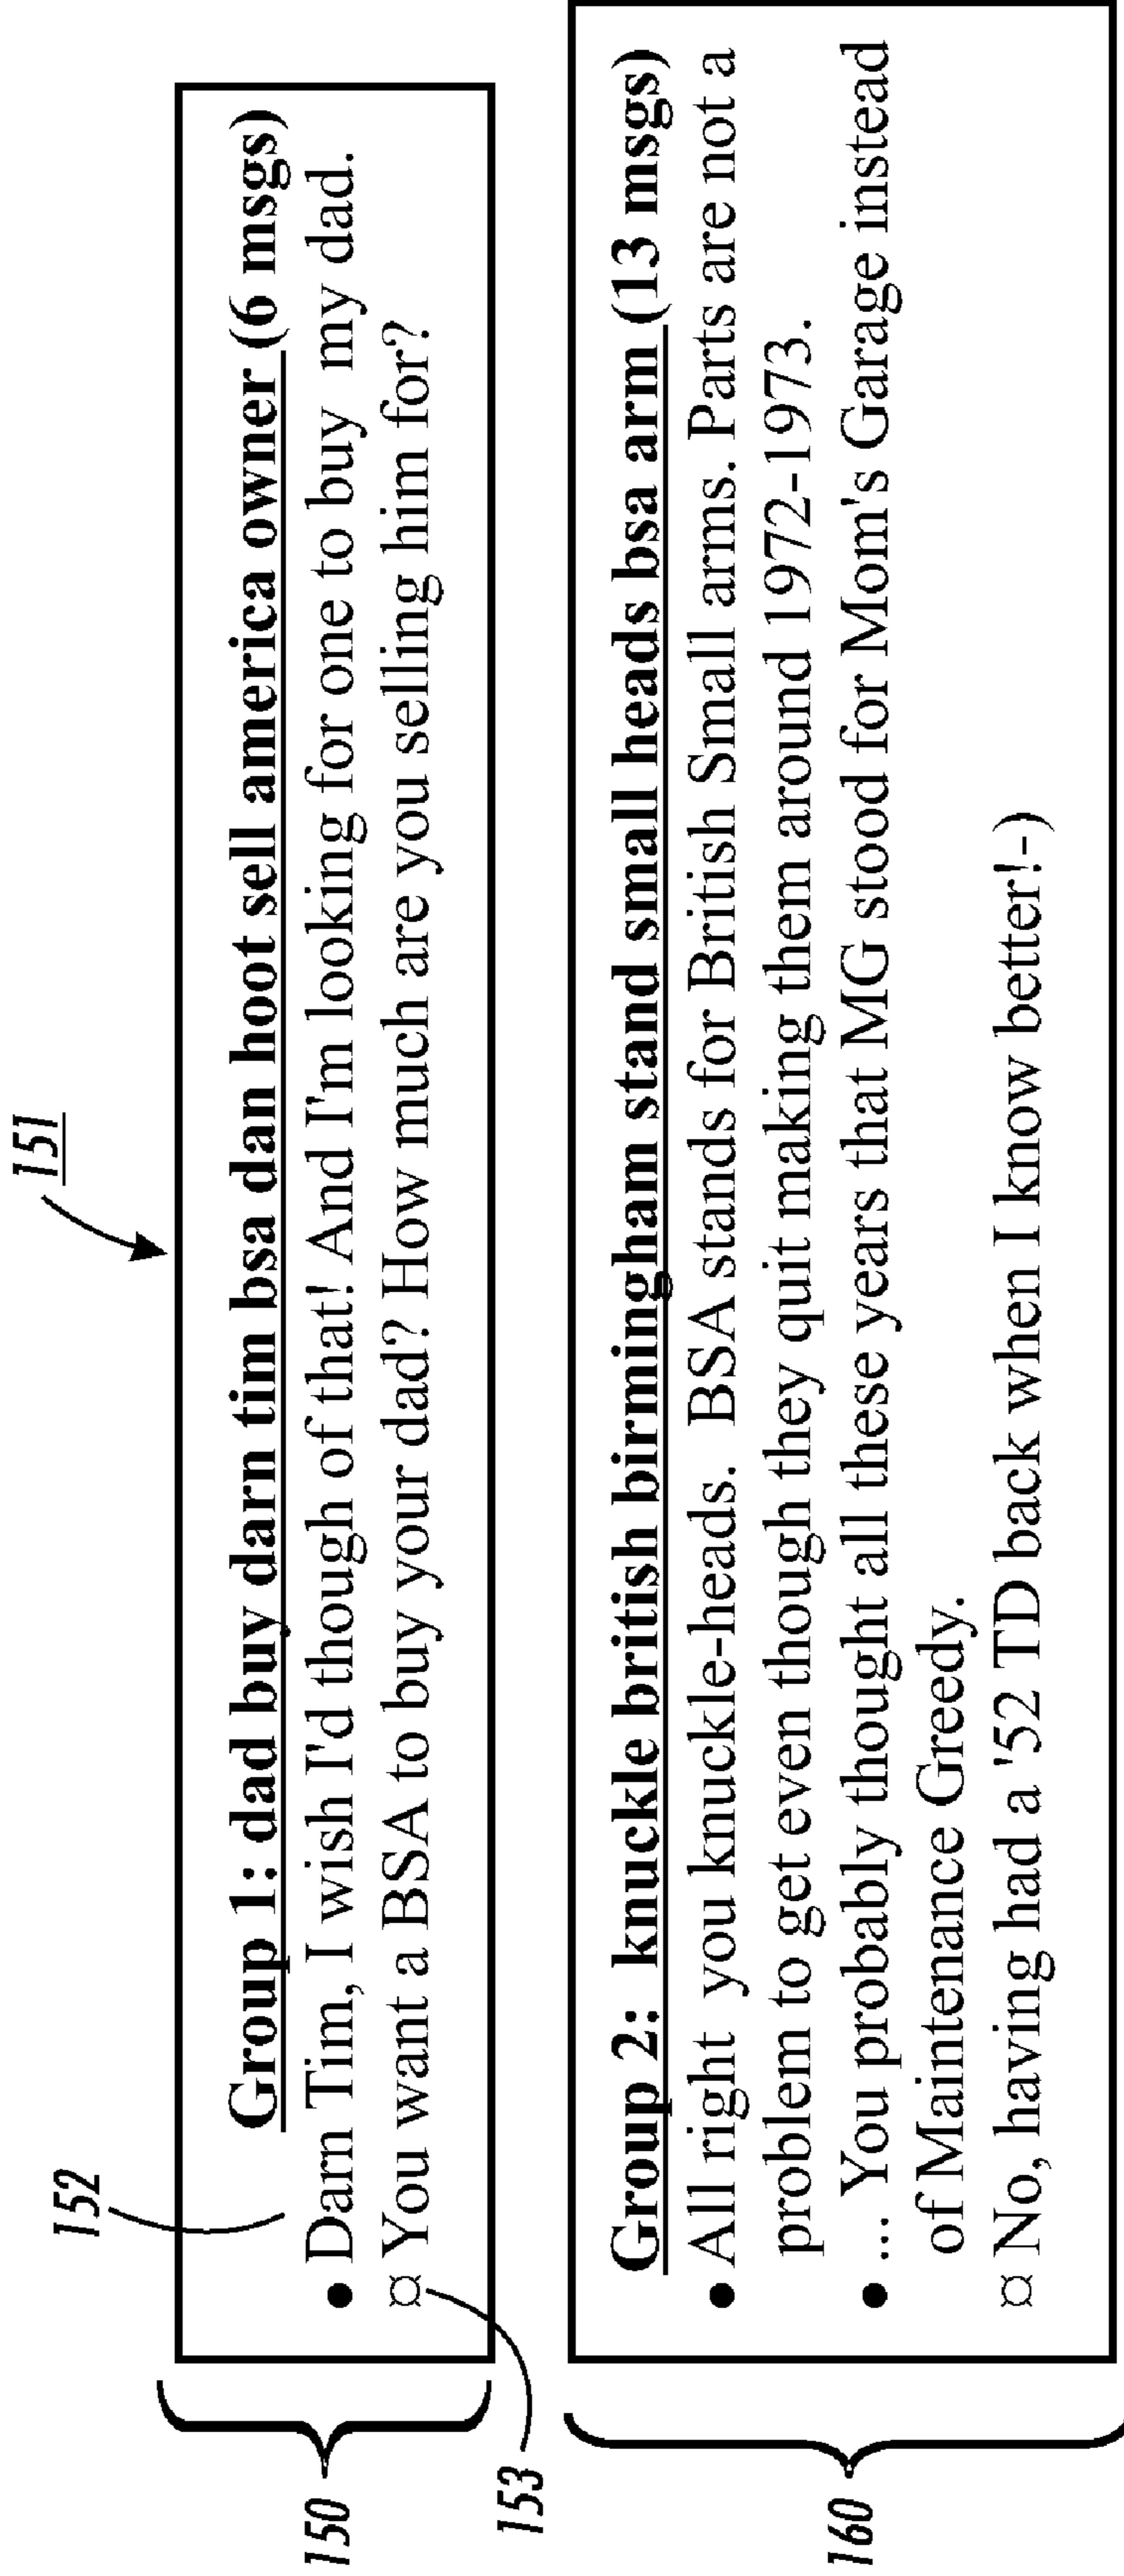 151
152
Group 1: dad buy darn tim bsa dan hoot sell america owner (6 msgs)
● Darn Tim, I wish I'd though of that! And I'm looking for one to buy my dad.
¤ You want a BSA to buy your dad? How much are you selling him for?
150
153
Group 2: knuckle british birmingham stand small heads bsa arm (13 msgs)
● All right you knuckle-heads. BSA stands for British Small arms. Parts are not a
problem to get even though they quit making them around 1972-1973.
● .... You probably thought all these years that MG stood for Mom's Garage instead
of Maintenance Greedy.
¤ No, having had a '52 TD back when I know better!-)
160